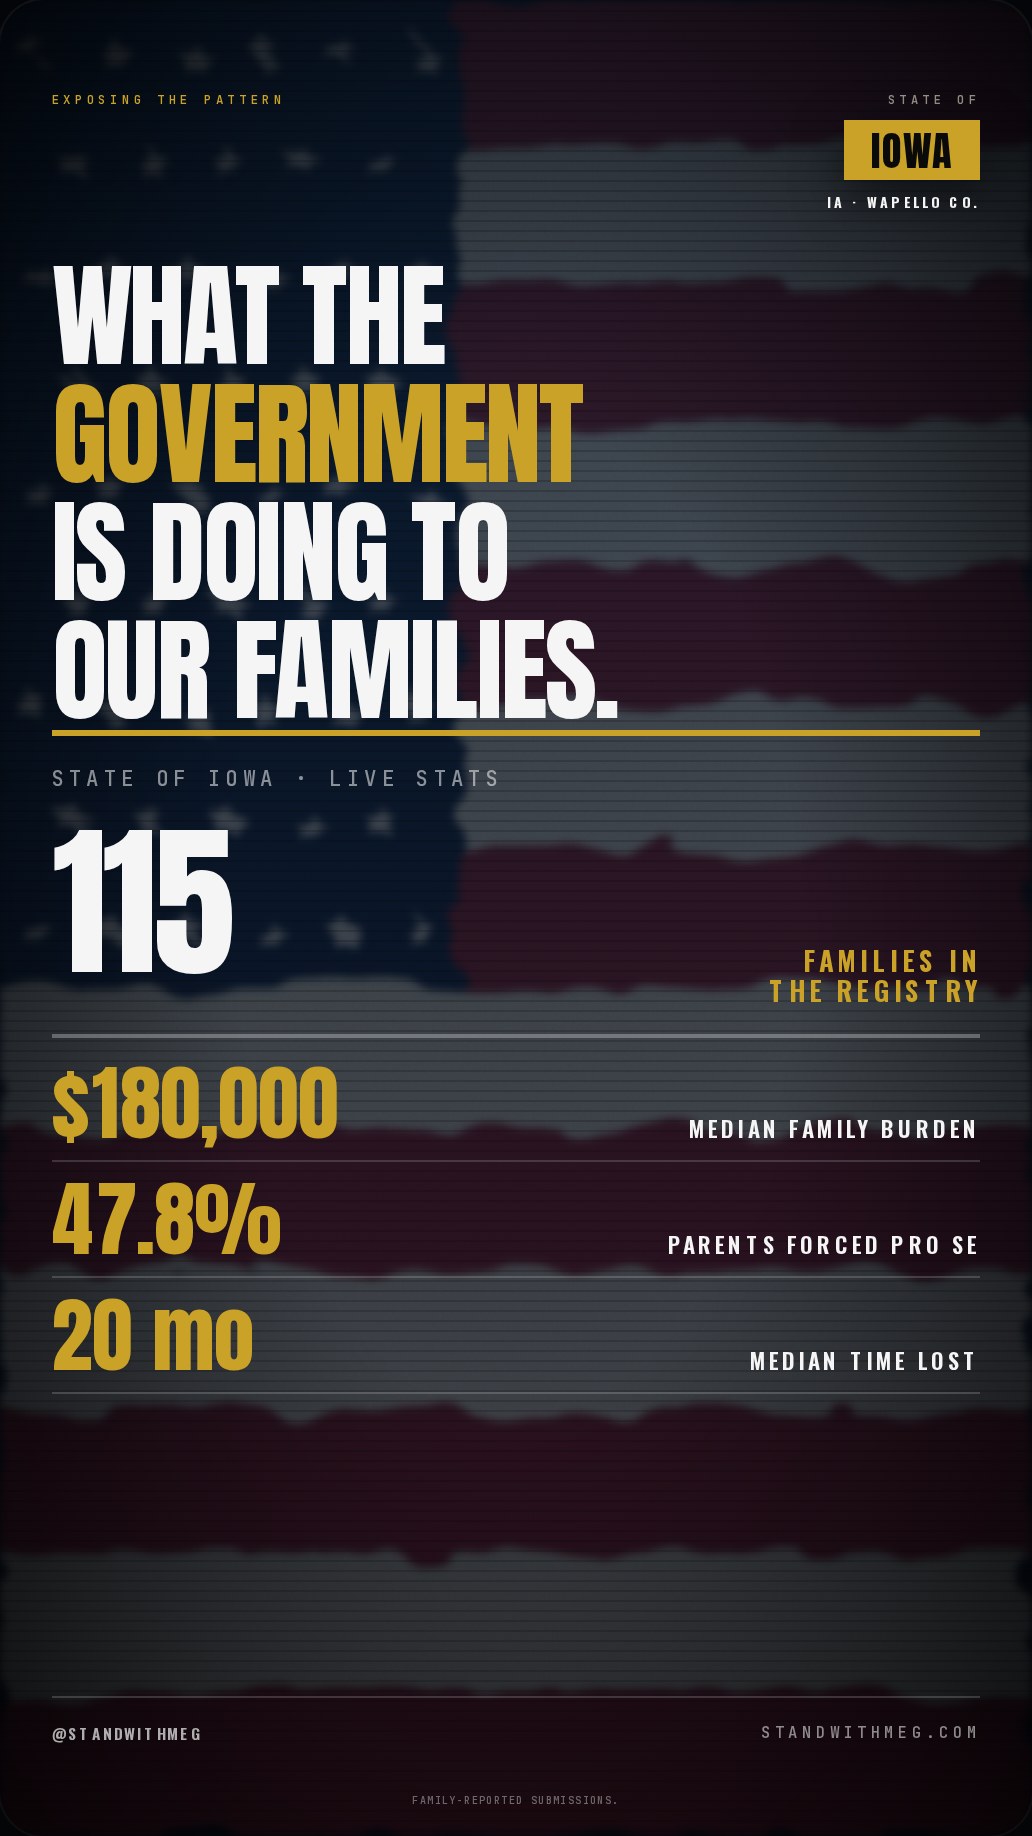 EXPOSING THE PATTERN
STATE OF
IOWA
IA · WAPELLO CO.
WHAT THE
GOVERNMENT
IS DOING TO
OUR FAMILIES.
STATE OF IOWA · LIVE STATS
115
FAMILIES IN
THE REGISTRY
$180,000
MEDIAN FAMILY BURDEN
47.8%
PARENTS FORCED PRO SE
20 mo
MEDIAN TIME LOST
@STANDWITHMEG
STANDWITHMEG.COM
FAMILY-REPORTED SUBMISSIONS.